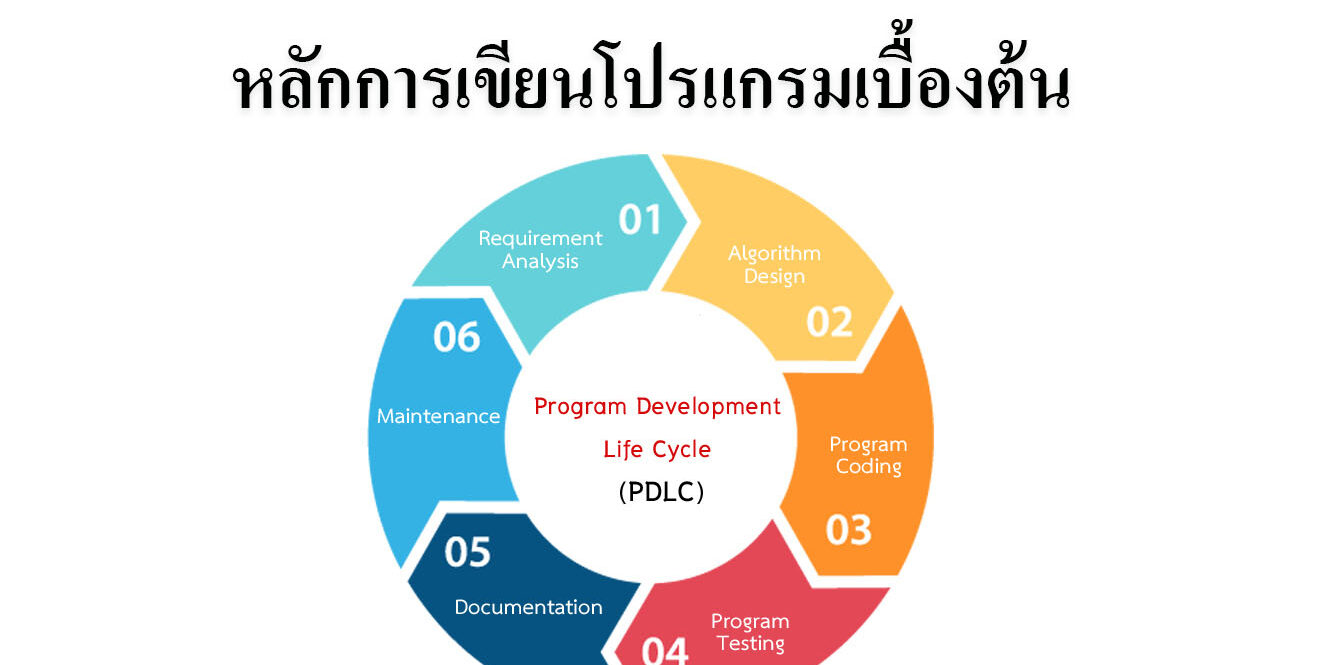 หลักการเขียนโปรแกรมเบื้องต้น
01
Requirement
Analysis
Algorithm
Design
02
Program
Coding
03
Program
Testing
04
05
Documentation
06
Maintenance
Program Development
Life Cycle
(PDLC)